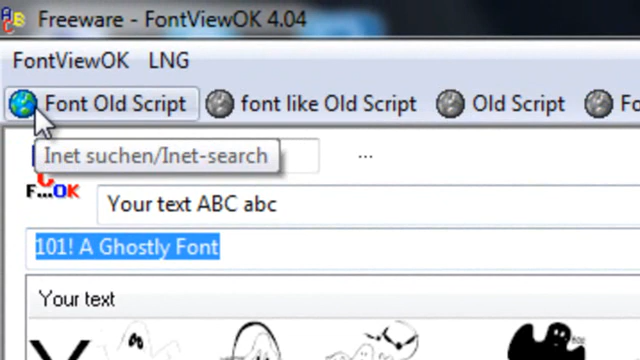 Freeware - FontViewOK 4.04
FontViewOK LNG
Font Old Script font like Old Script Old Script Fo
Inet suchen/Inet-search ...
F...OK
Your text ABC abc
101! A Ghostly Font
Your text